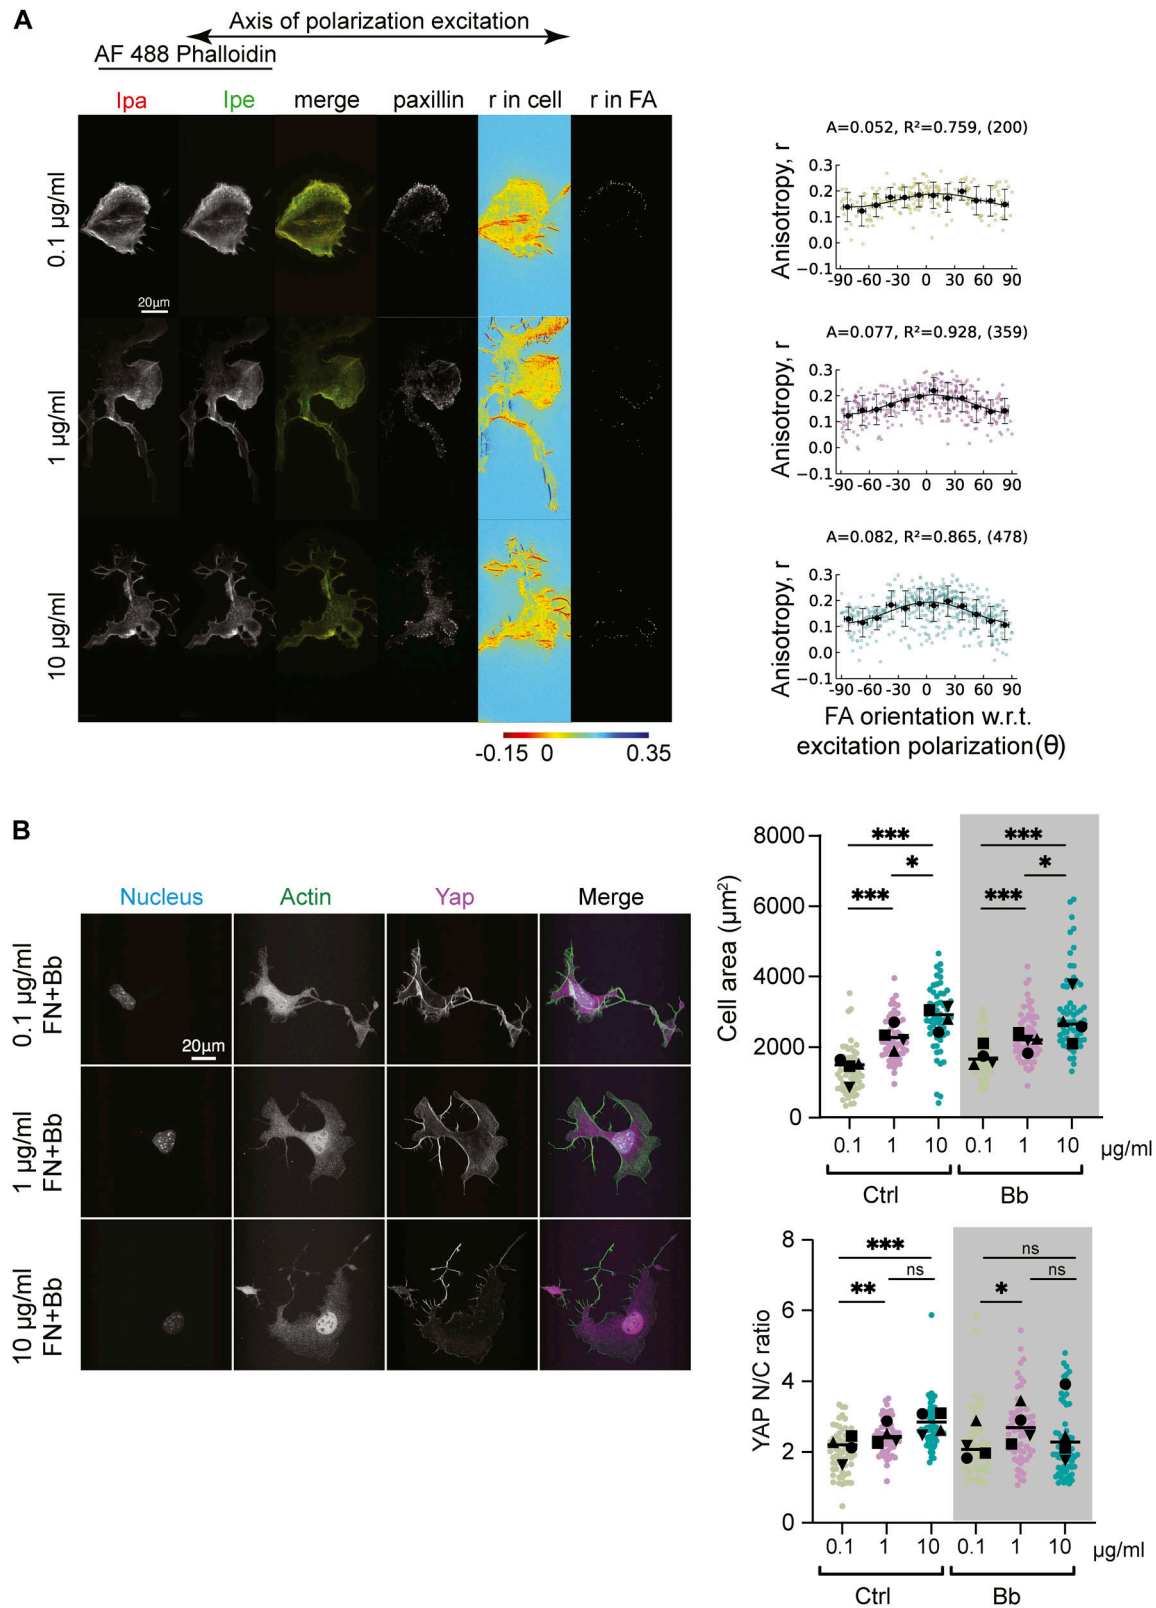 A
Axis of polarization excitation
AF 488 Phalloidin
Ipa Ipe merge paxillin r in cell r in FA
0.1 µg/ml
20µm
1 µg/ml
10 µg/ml
-0.15 0 0.35
A=0.052, R²=0.759, (200)
Anisotropy, r
0.3
0.2
0.1
0.0
−0.1
-90 -60 -30 0 30 60 90
A=0.077, R²=0.928, (359)
Anisotropy, r
0.3
0.2
0.1
0.0
−0.1
-90 -60 -30 0 30 60 90
A=0.082, R²=0.865, (478)
Anisotropy, r
0.3
0.2
0.1
0.0
−0.1
-90 -60 -30 0 30 60 90
FA orientation w.r.t.
excitation polarization(θ)
B
Nucleus Actin Yap Merge
0.1 µg/ml
FN+Bb
20µm
1 µg/ml
FN+Bb
10 µg/ml
FN+Bb
Cell area (µm²)
8000
6000
4000
2000
0
*** ***
* *
*** ***
0.1 1 10 0.1 1 10 µg/ml
Ctrl Bb
YAP N/C ratio
8
6
4
2
0
*** ns
ns ns
** *
0.1 1 10 0.1 1 10 µg/ml
Ctrl Bb